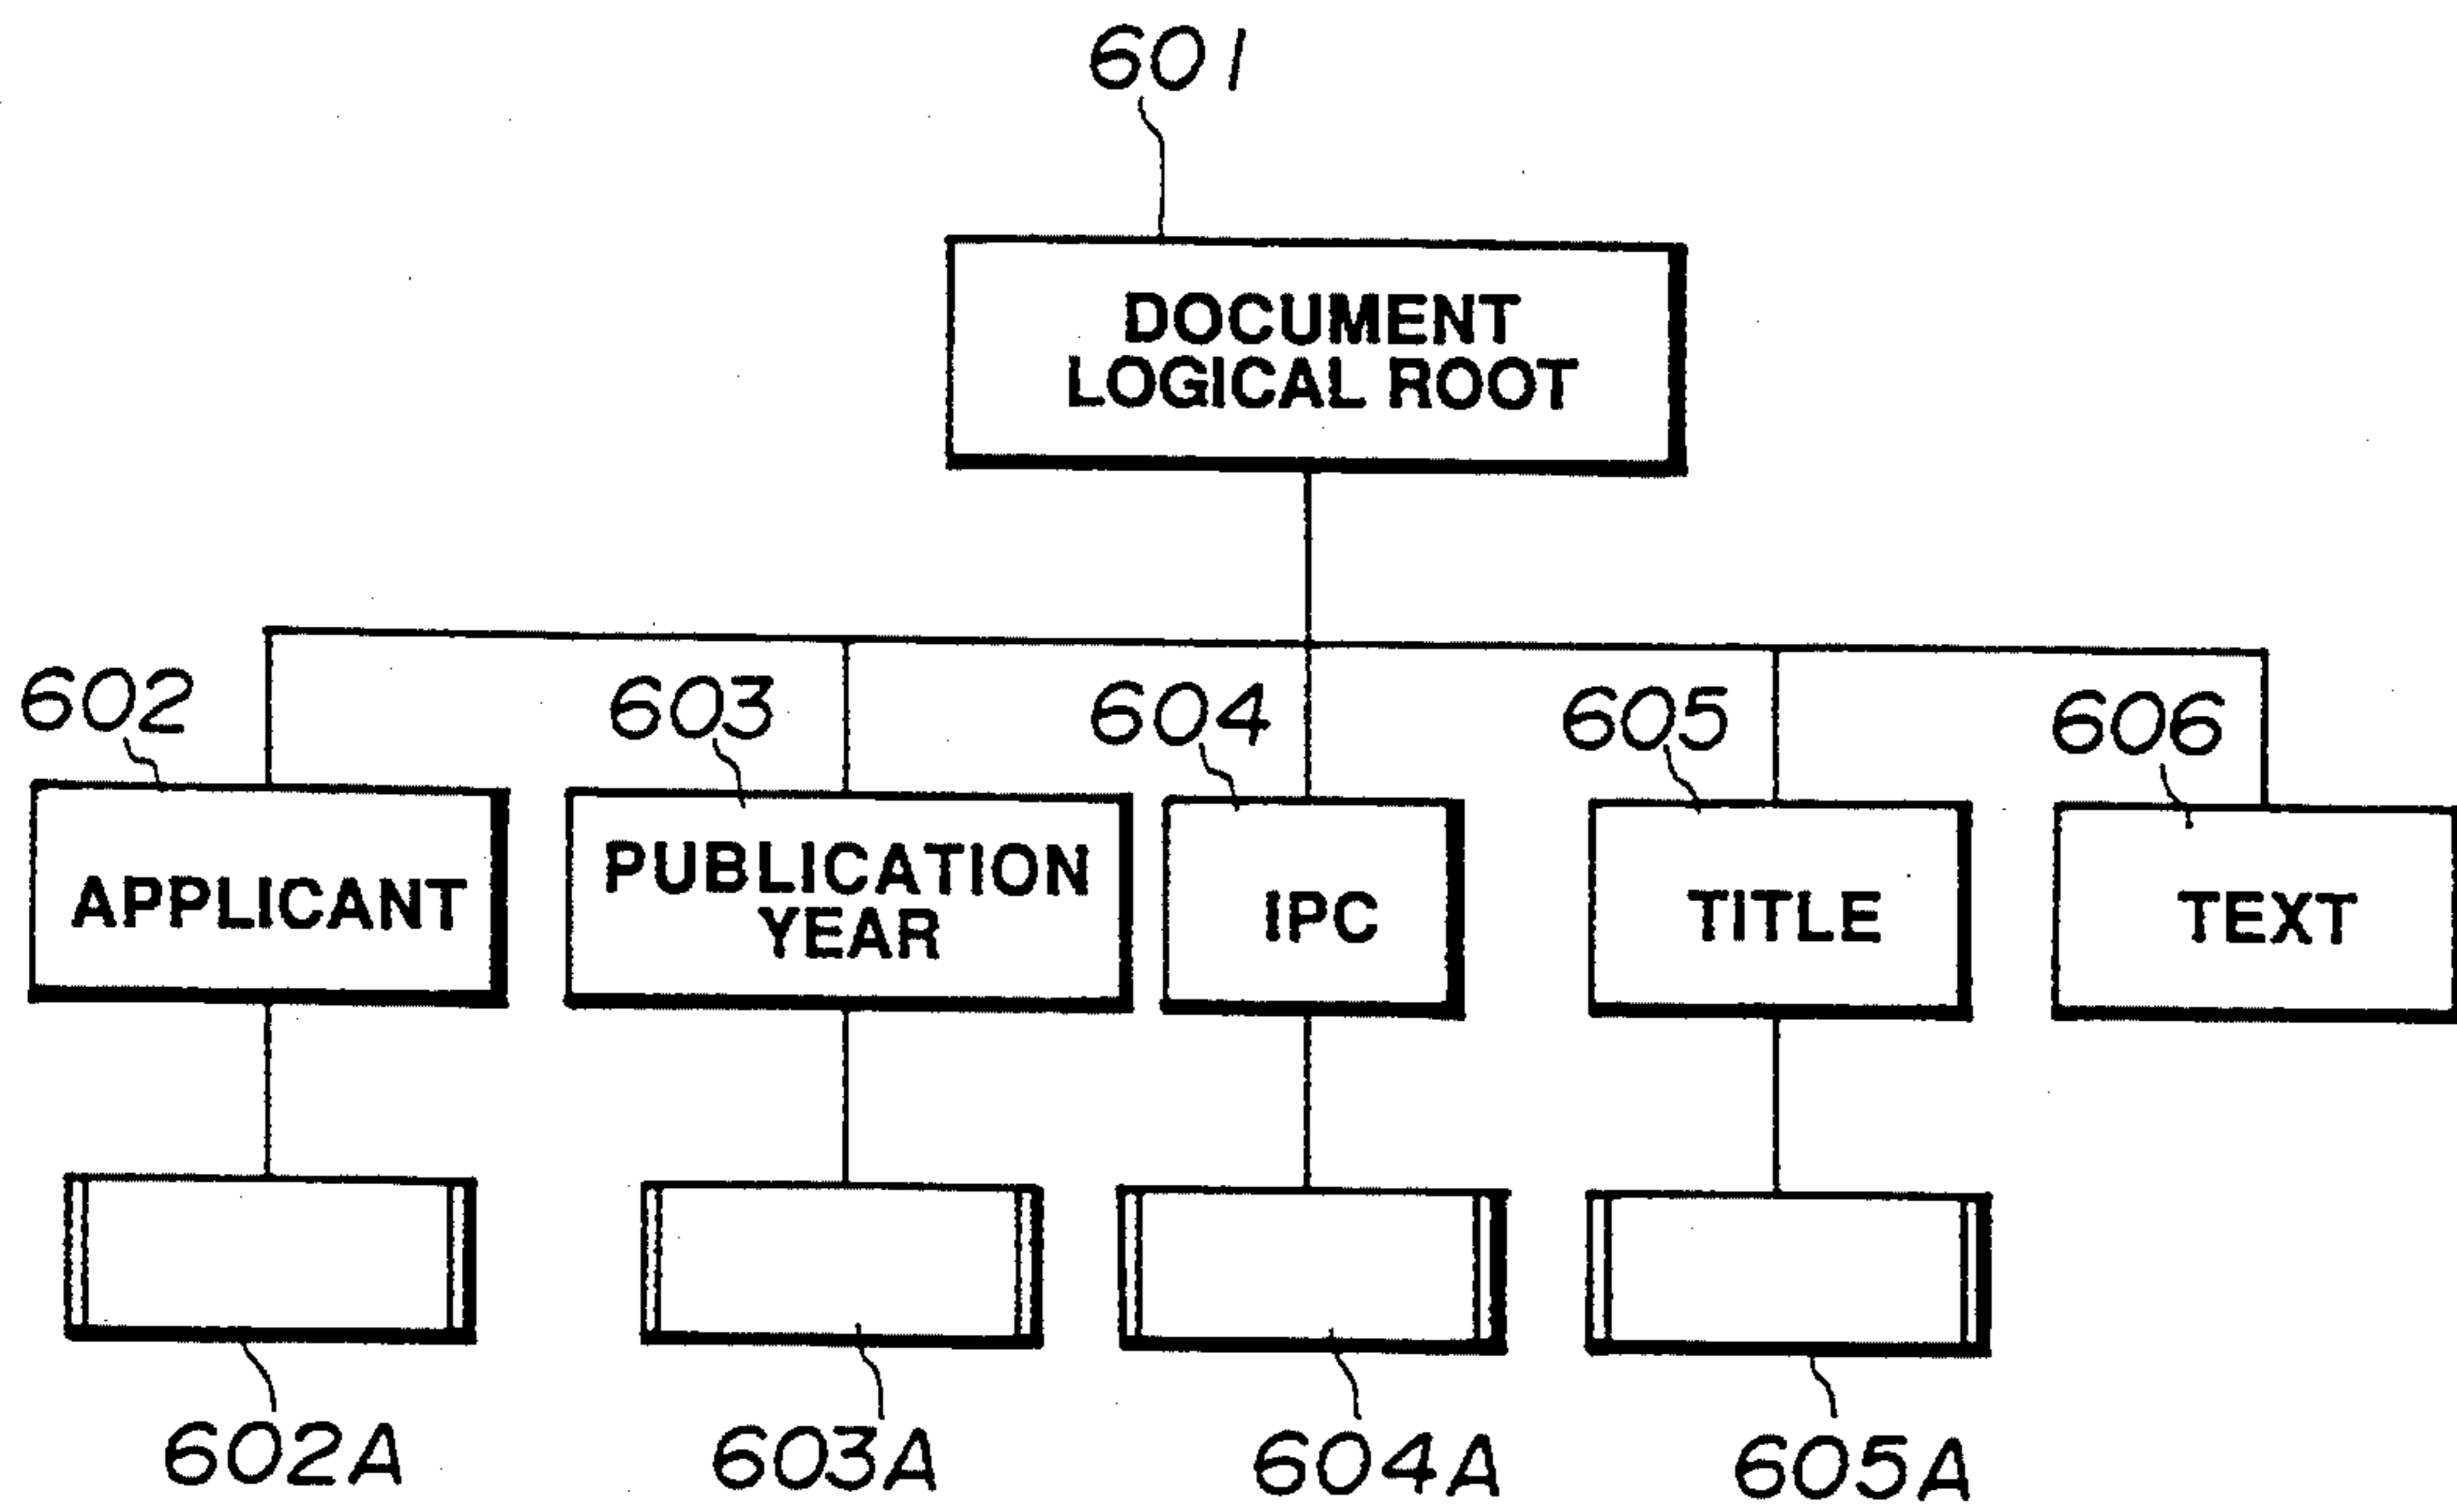 601
DOCUMENT
LOGICAL ROOT
602
603
604
605
606
APPLICANT
PUBLICATION
YEAR
IPC
TITLE
TEXT
602A
603A
604A
605A